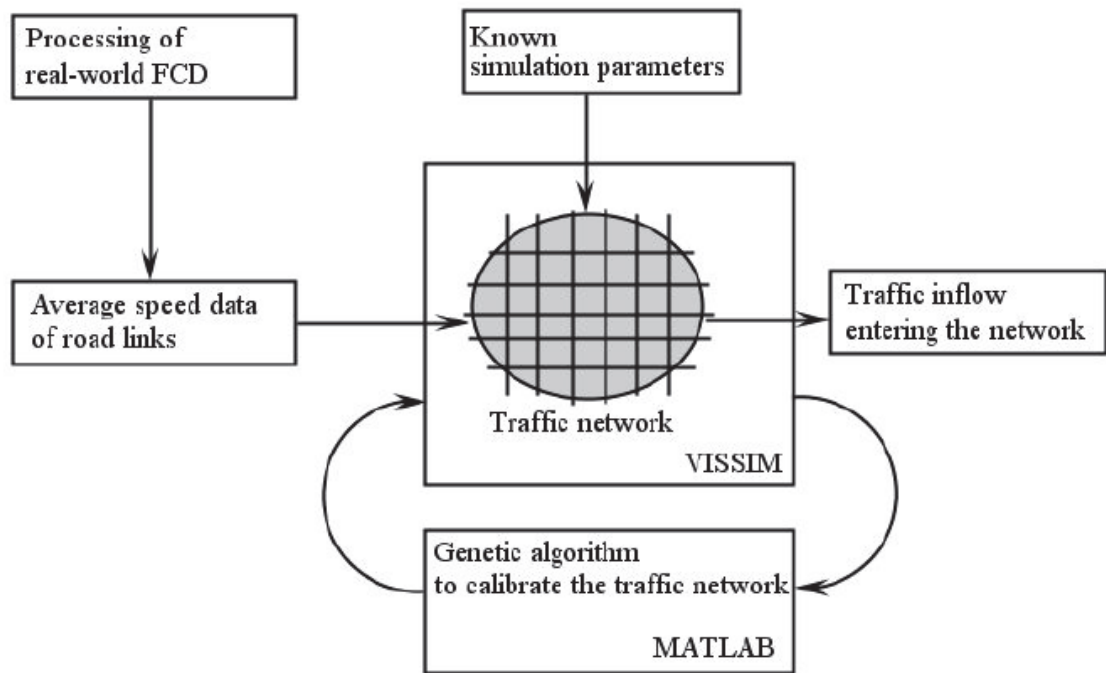 Processing of
real-world FCD
Known
simulation parameters
Average speed data
of road links
Traffic inflow
entering the network
Traffic network
VISSIM
Genetic algorithm
to calibrate the traffic network
MATLAB